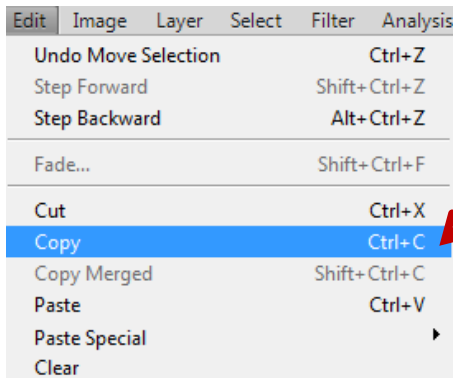 Edit Image Layer Select Filter Analysis
Undo Move Selection Ctrl+Z
Step Forward Shift+Ctrl+Z
Step Backward Alt+Ctrl+Z
Fade... Shift+Ctrl+F
Cut Ctrl+X
Copy Ctrl+C
Copy Merged Shift+Ctrl+C
Paste Ctrl+V
Paste Special
Clear